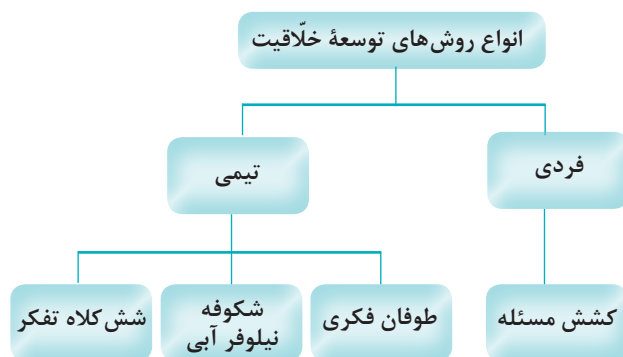 انواع روش‌های توسعهٔ خلّاقیت
فردی
تیمی
کشش مسئله
طوفان فکری
شکوفه
نیلوفر آبی
شش کلاه تفکر